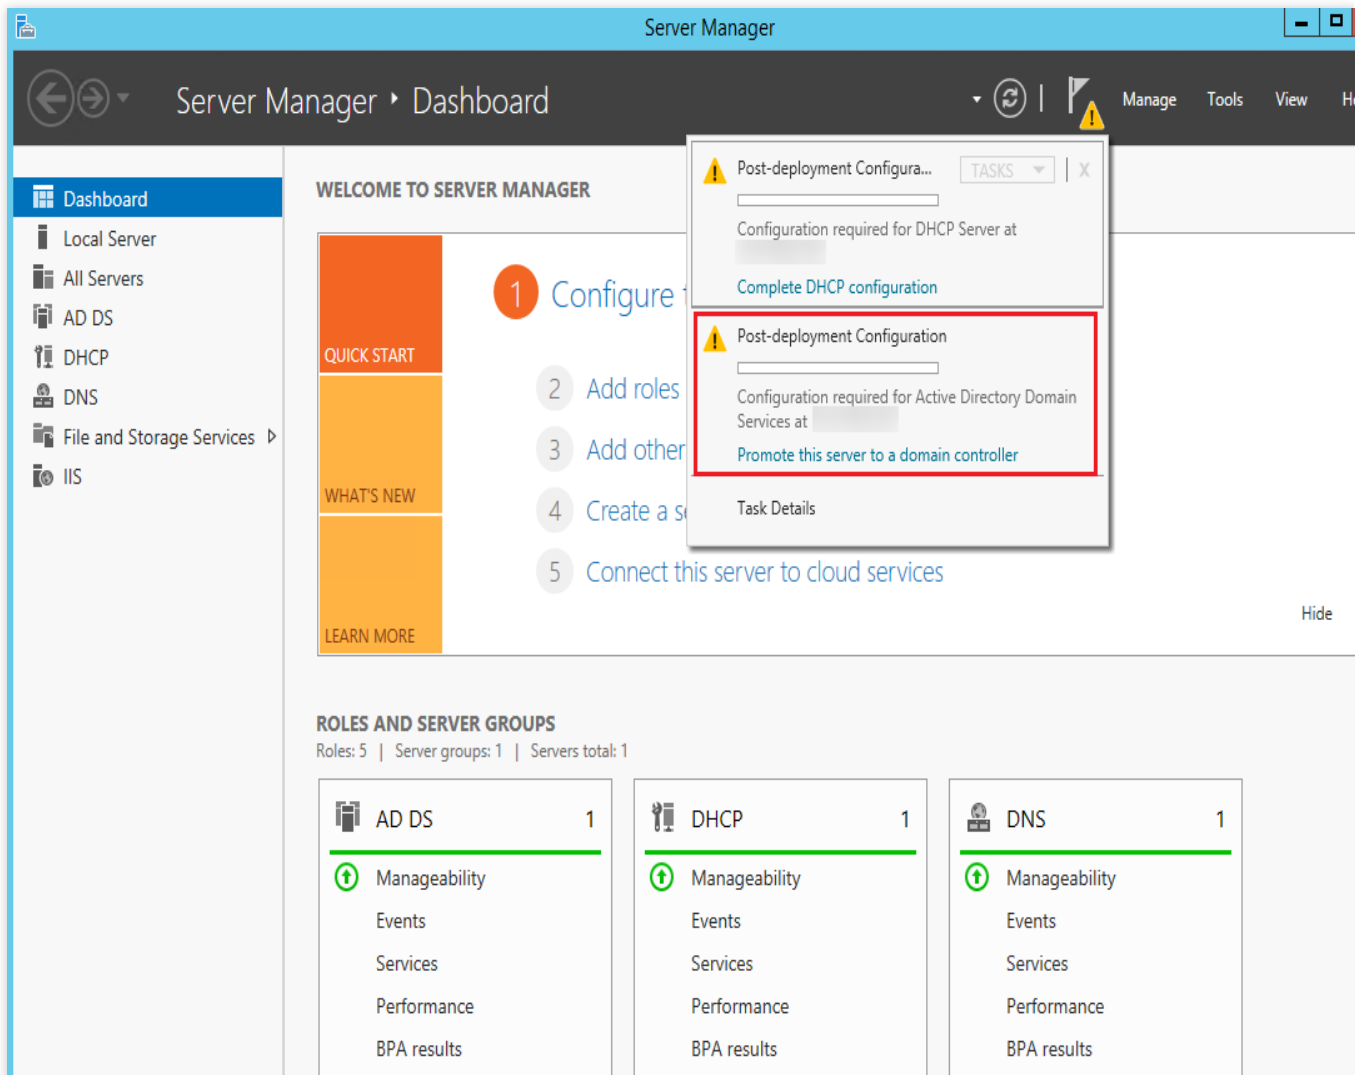 Server Manager
Server Manager • Dashboard
Manage Tools View He
Dashboard
Local Server
All Servers
AD DS
DHCP
DNS
File and Storage Services
IIS
WELCOME TO SERVER MANAGER
QUICK START
WHAT'S NEW
LEARN MORE
1 Configure
2 Add roles
3 Add other
4 Create a se
5 Connect this server to cloud services
Hide
Post-deployment Configura... TASKS X
Configuration required for DHCP Server at
Complete DHCP configuration
Post-deployment Configuration
Configuration required for Active Directory Domain
Services at
Promote this server to a domain controller
Task Details
ROLES AND SERVER GROUPS
Roles: 5 | Server groups: 1 | Servers total: 1
AD DS 1
Manageability
Events
Services
Performance
BPA results
DHCP 1
Manageability
Events
Services
Performance
BPA results
DNS 1
Manageability
Events
Services
Performance
BPA results